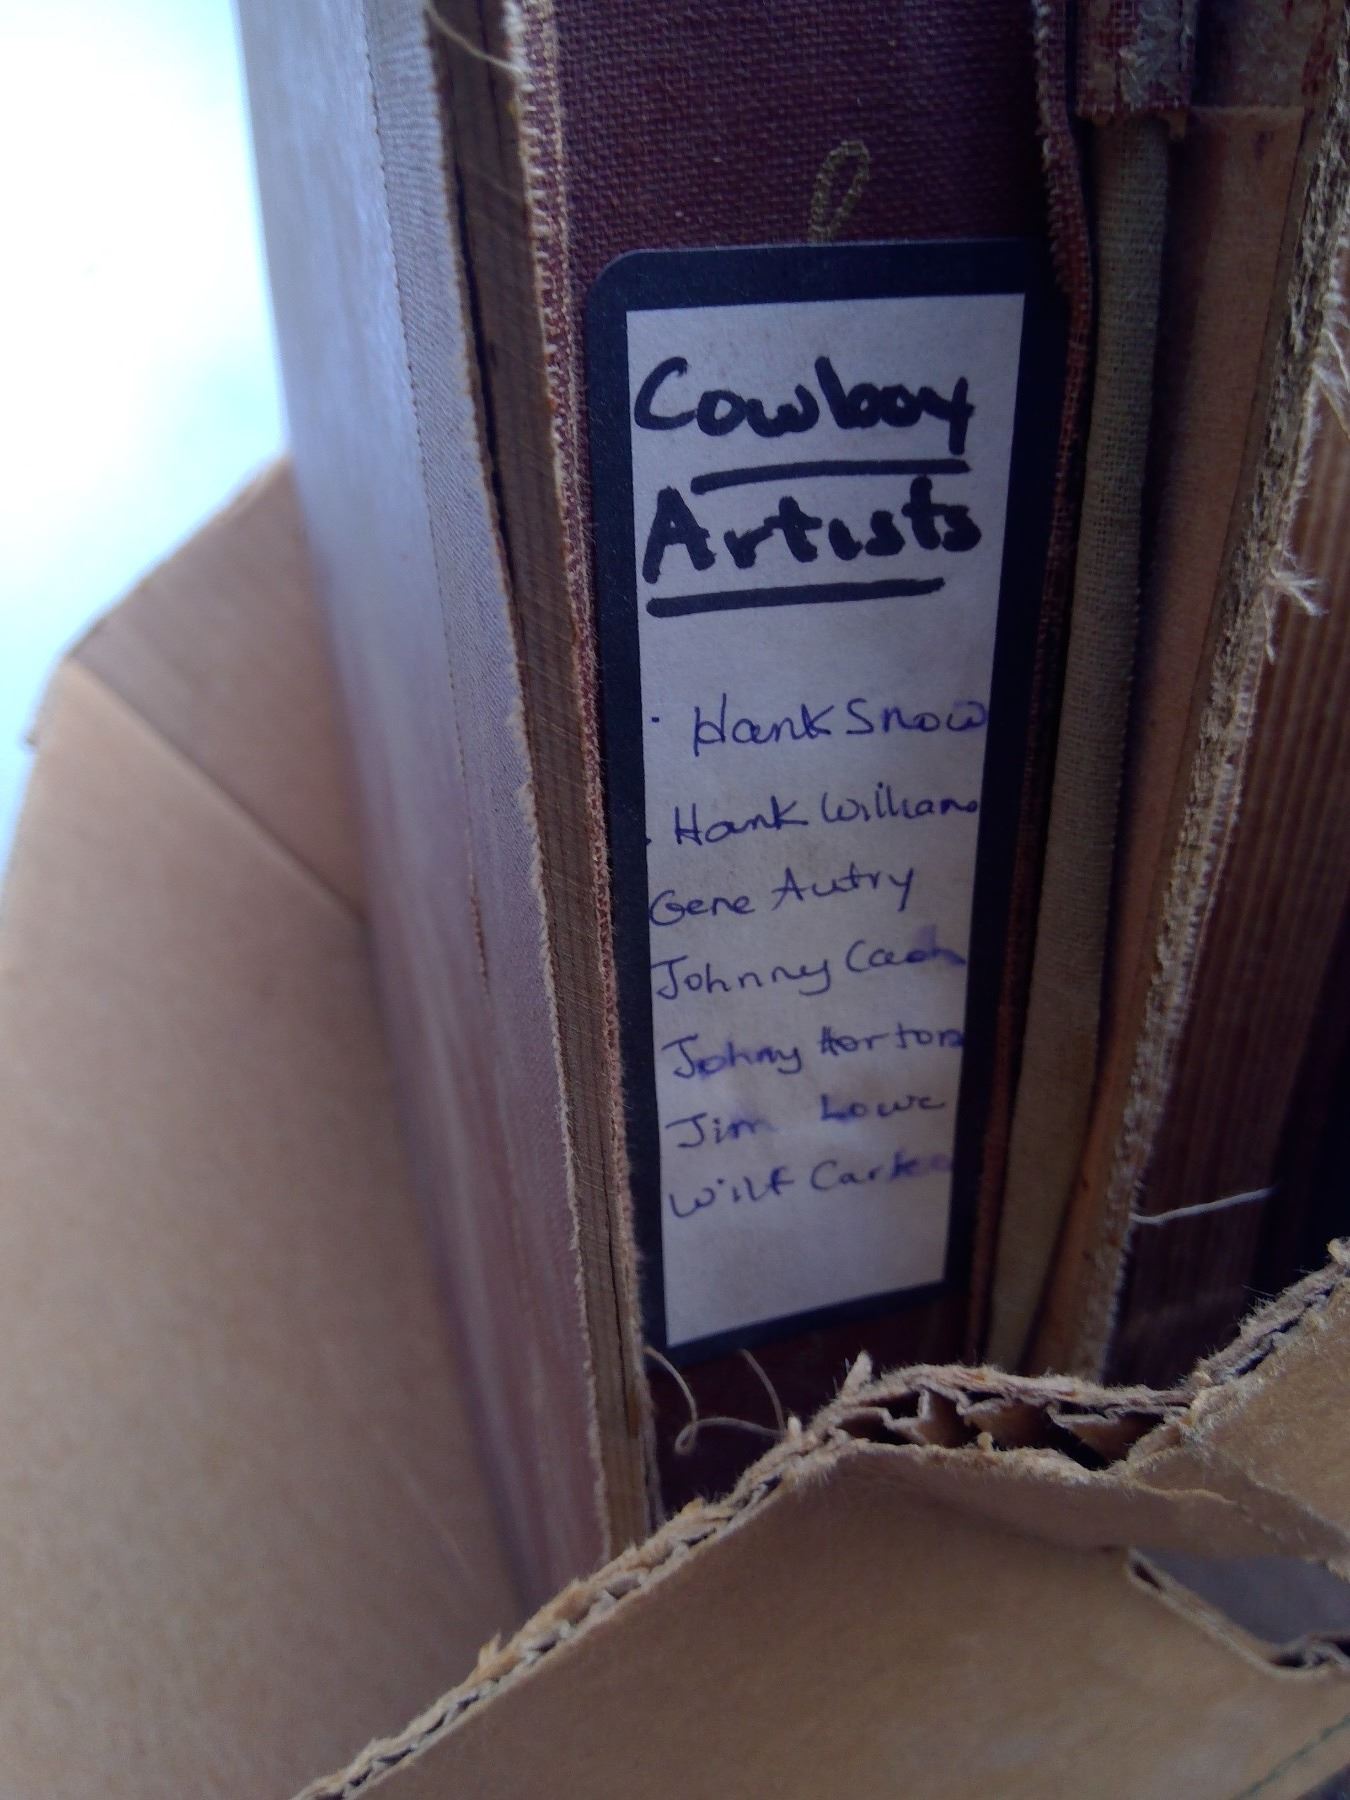 Cowboy
Artists
· Hank Snow
· Hank Williams
Gene Autry
Johnny Cash
Johny Horton
Jim Lowe
Wilf Carter